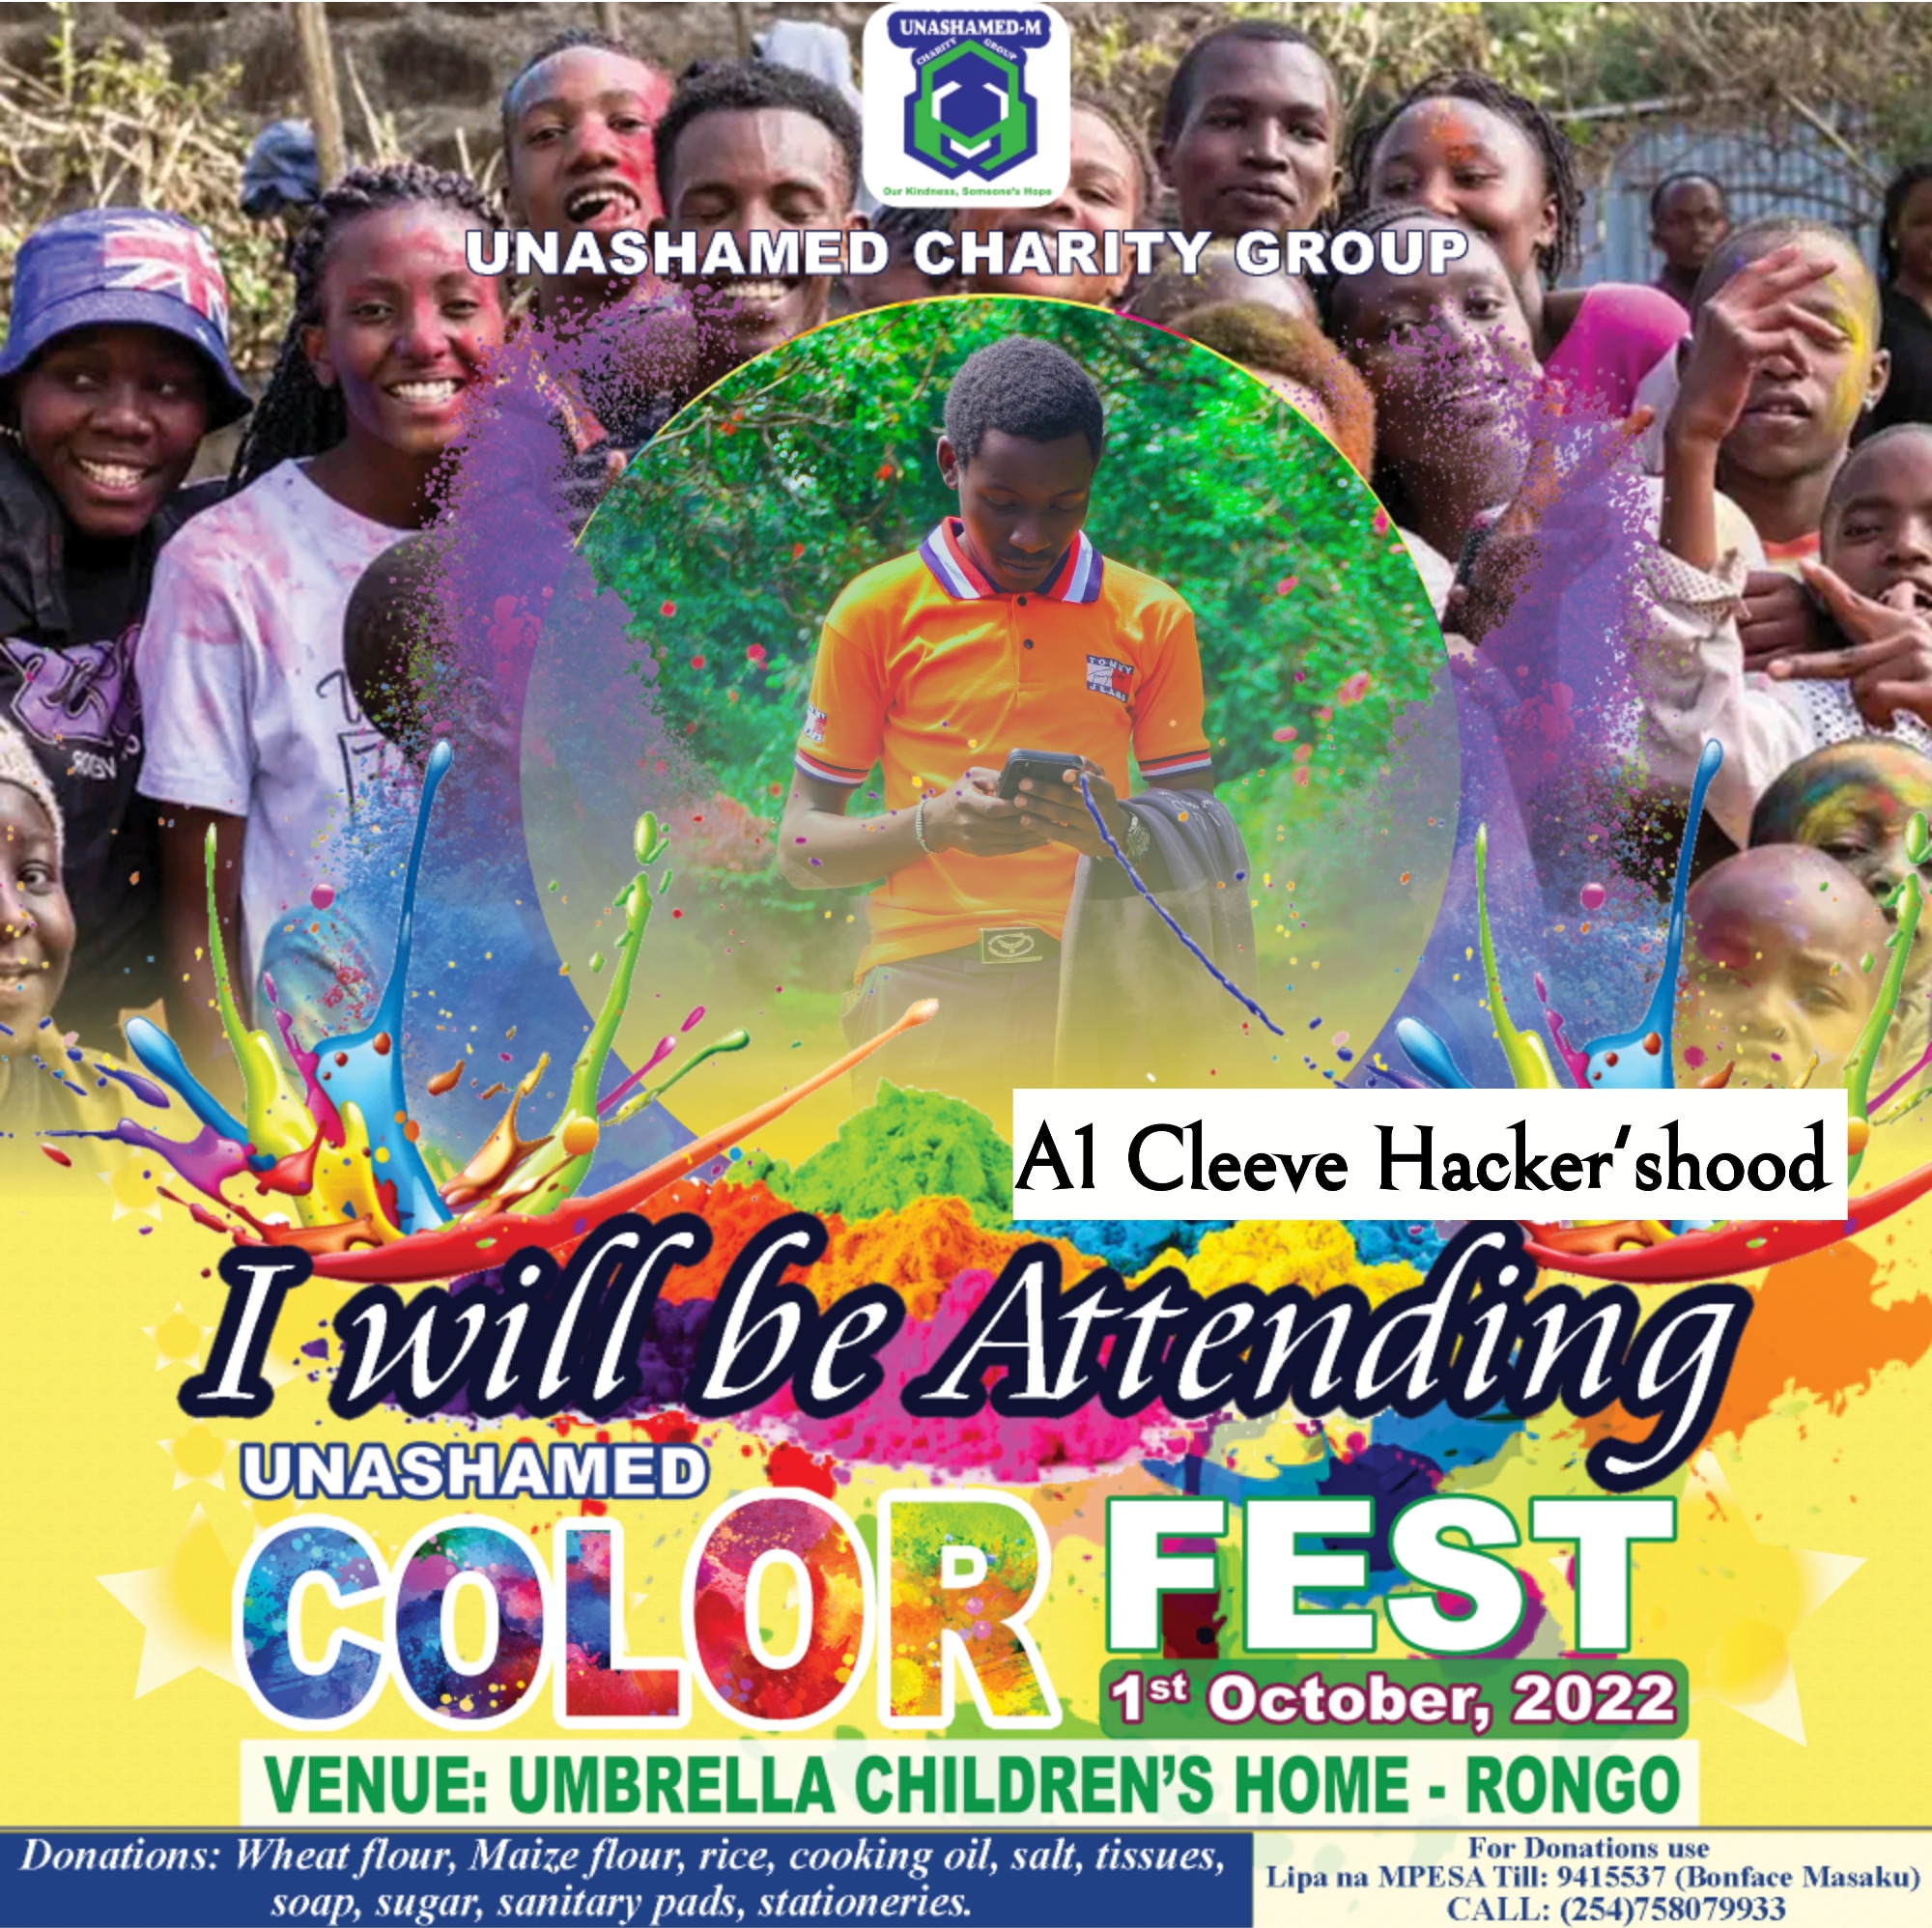 UNASHAMED-M
CHARITY GROUP
Our Kindness, Someone's Hope
UNASHAMED CHARITY GROUP
TOMMY
JEANS
A1 Cleeve Hacker'shood
I will be Attending
UNASHAMED
COLOR FEST
1st October, 2022
VENUE: UMBRELLA CHILDREN'S HOME - RONGO
Donations: Wheat flour, Maize flour, rice, cooking oil, salt, tissues,
soap, sugar, sanitary pads, stationeries.
For Donations use
Lipa na MPESA Till: 9415537 (Bonface Masaku)
CALL: (254)758079933